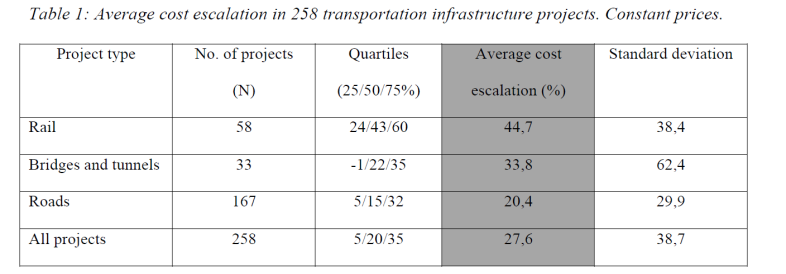 Table 1: Average cost escalation in 258 transportation infrastructure projects. Constant prices.
Project type No. of projects Quartiles Average cost Standard deviation
(N) (25/50/75%) escalation (%)
Rail 58 24/43/60 44,7 38,4
Bridges and tunnels 33 -1/22/35 33,8 62,4
Roads 167 5/15/32 20,4 29,9
All projects 258 5/20/35 27,6 38,7